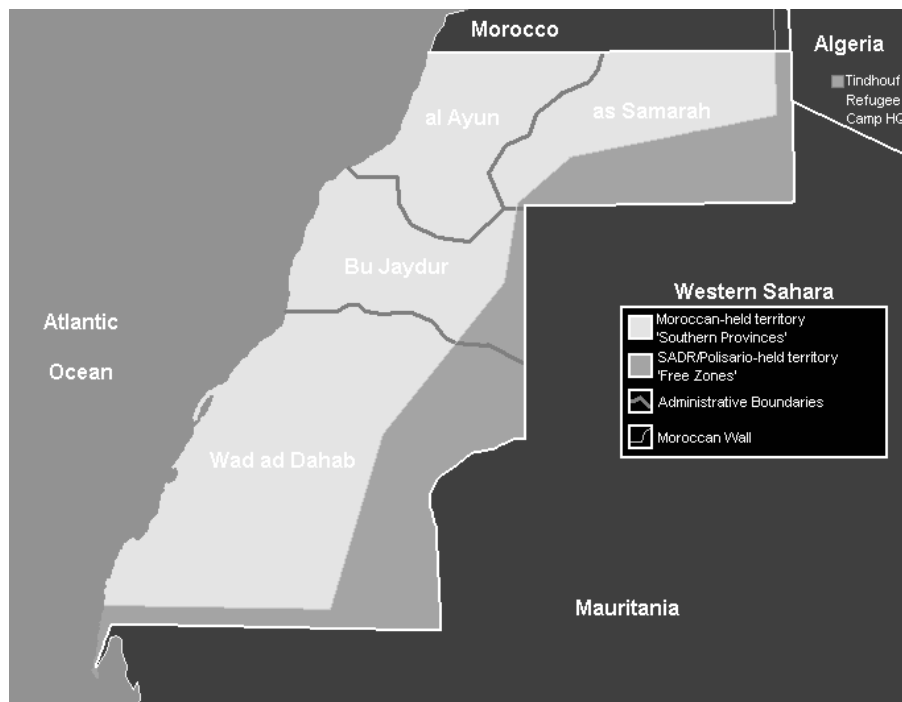 Morocco
Algeria
Tindhouf
Refugee
Camp HQ
al Ayun
as Samarah
Bu Jaydur
Western Sahara
Moroccan-held territory
'Southern Provinces'
SADR/Polisario-held territory
'Free Zones'
Administrative Boundaries
Moroccan Wall
Atlantic
Ocean
Wad ad Dahab
Mauritania